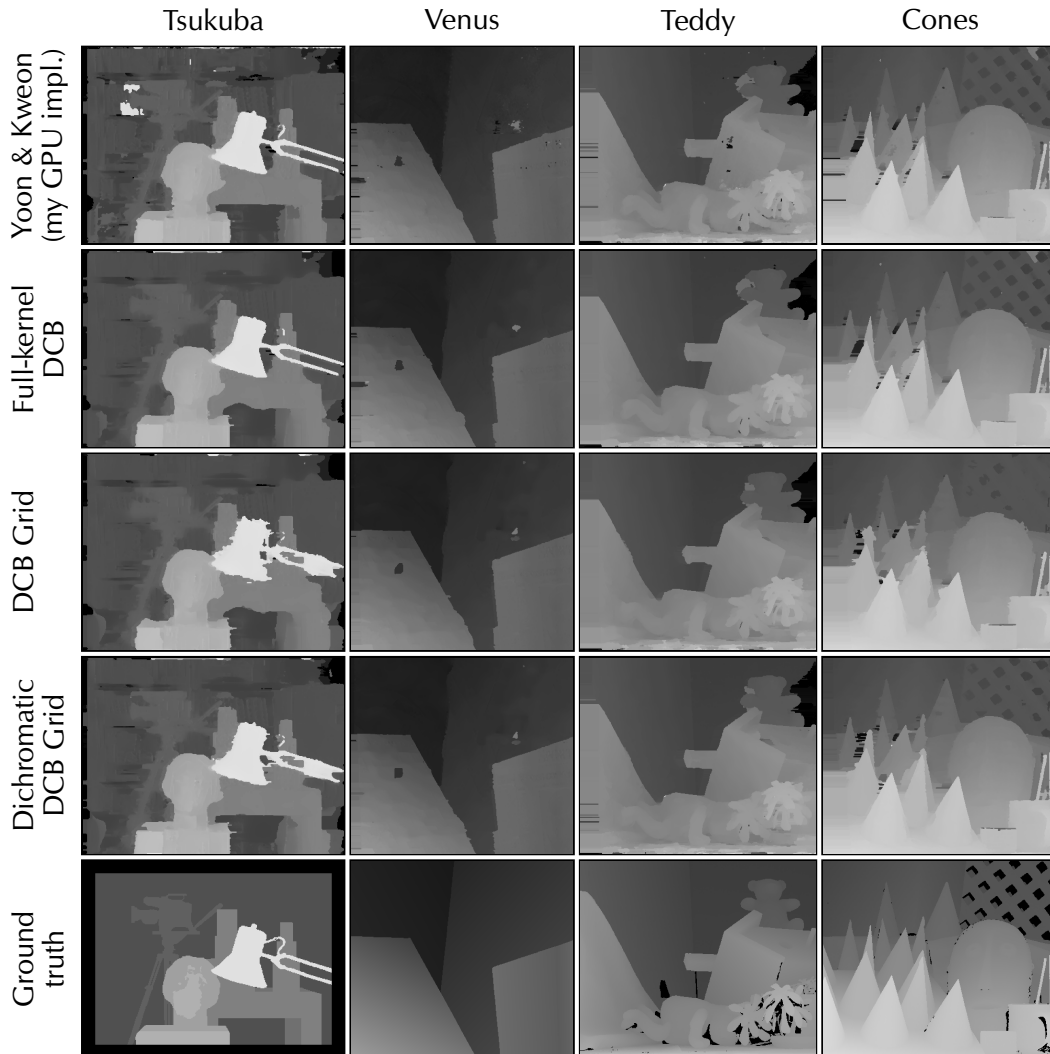 Tsukuba Venus Teddy Cones
Yoon & Kweon
(my GPU impl.)
Full-kernel
DCB
DCB Grid
Dichromatic
DCB Grid
Ground
truth